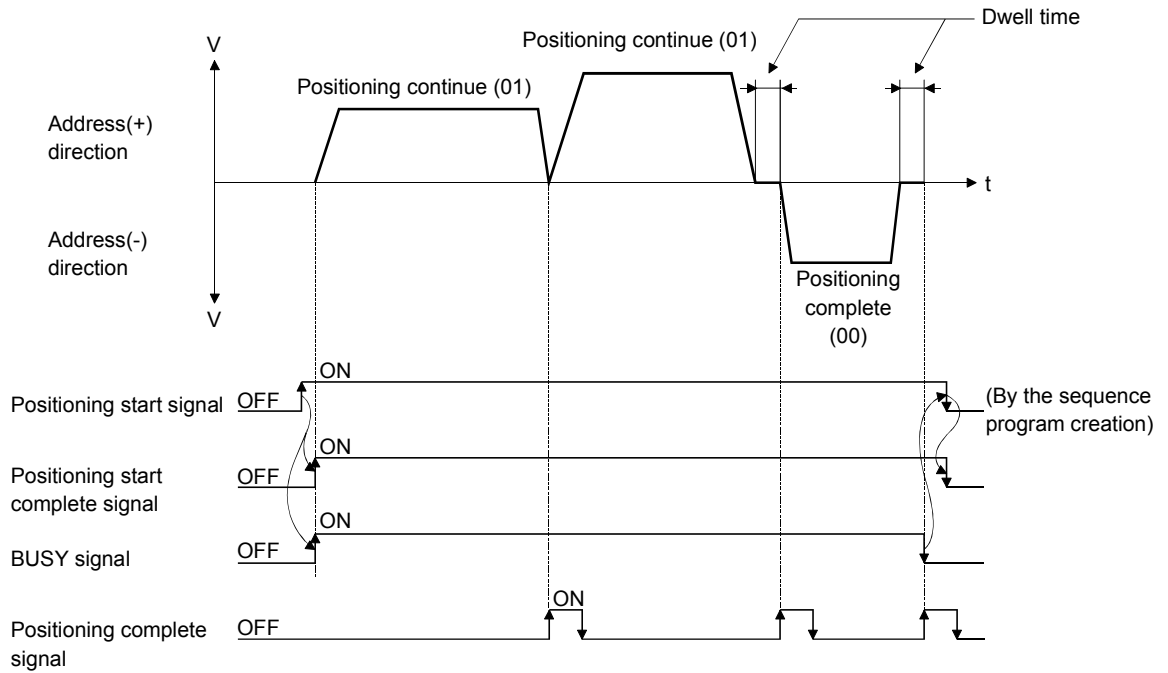 Dwell time
V
Positioning continue (01)
Positioning continue (01)
Address(+)
direction
t
Address(-)
direction
Positioning
complete
(00)
V
ON
Positioning start signal
OFF
(By the sequence
program creation)
ON
Positioning start
complete signal
OFF
ON
BUSY signal
OFF
ON
Positioning complete
signal
OFF